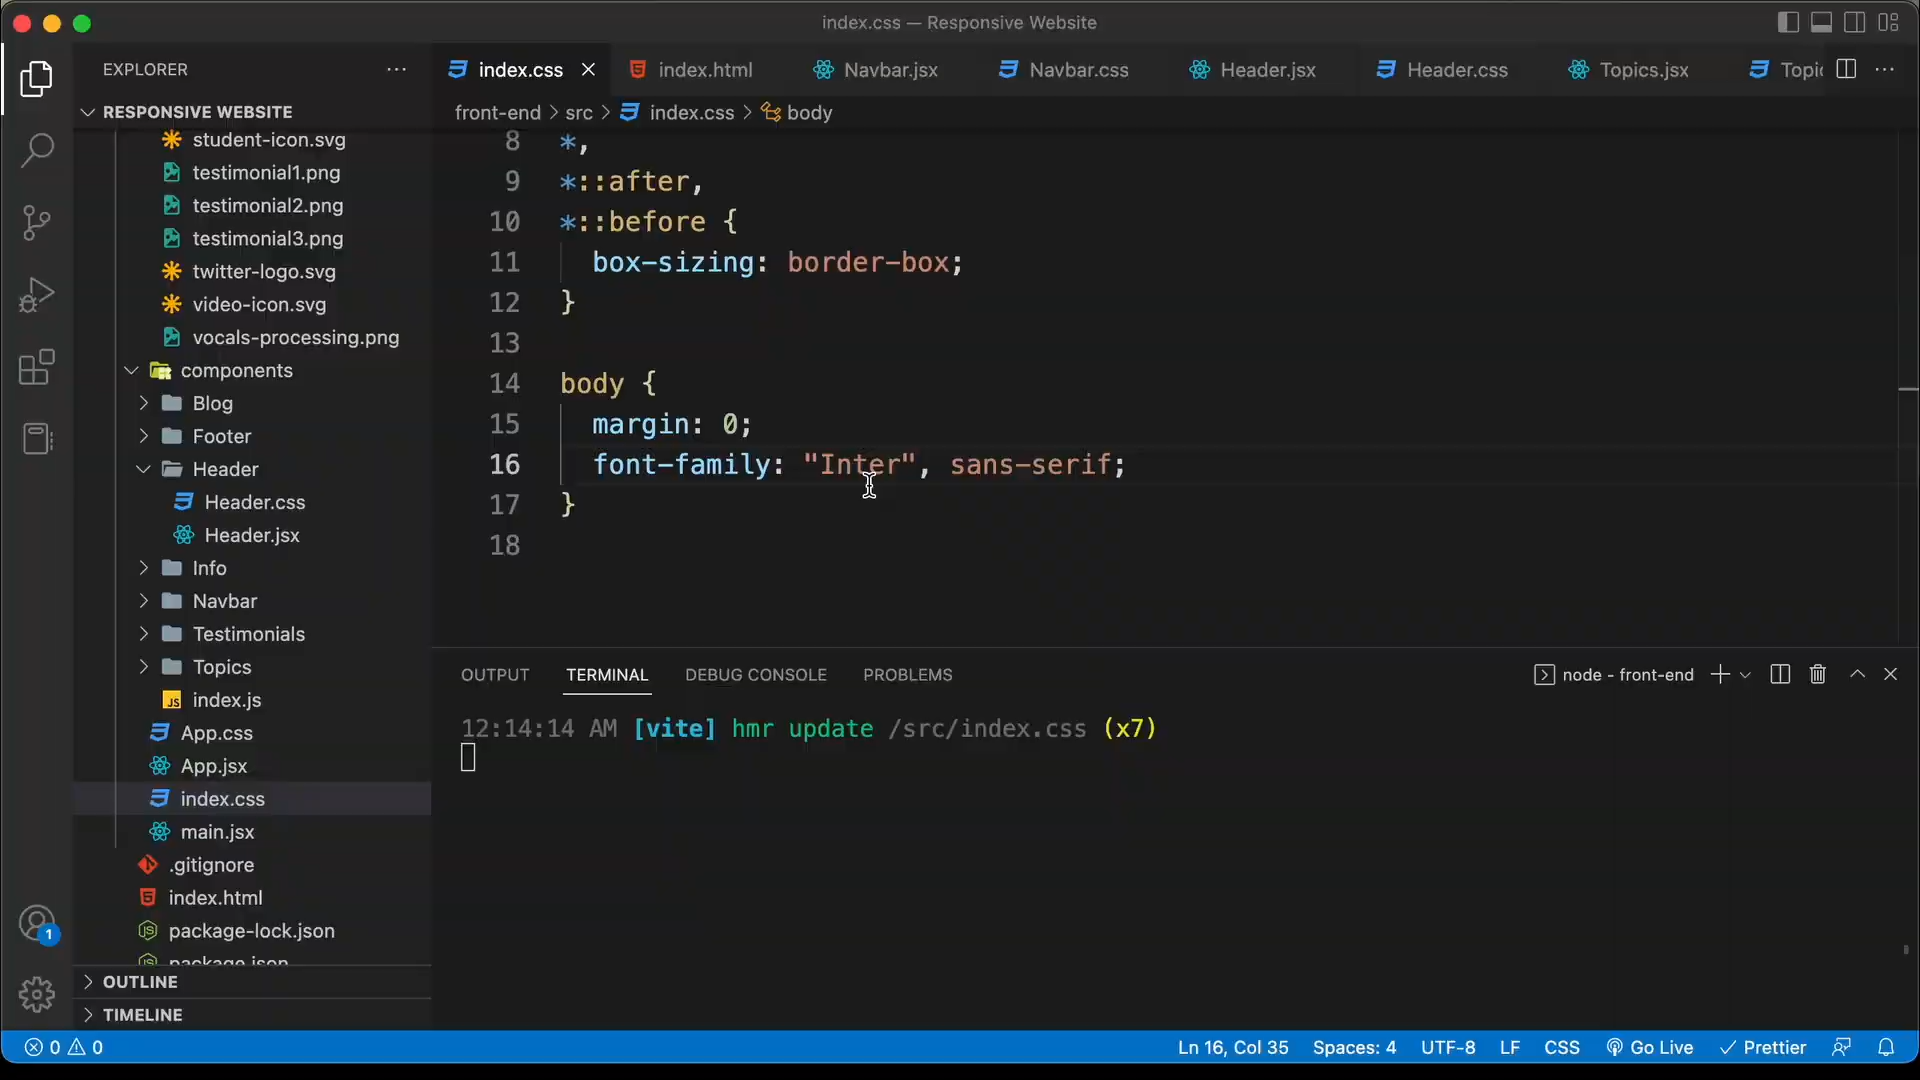 index.css — Responsive Website
EXPLORER
index.css
index.html
Navbar.jsx
Navbar.css
Header.jsx
Header.css
Topics.jsx
Topic
RESPONSIVE WEBSITE
front-end > src > index.css > body
student-icon.svg
testimonial1.png
testimonial2.png
testimonial3.png
twitter-logo.svg
video-icon.svg
vocals-processing.png
components
Blog
Footer
Header
Header.css
Header.jsx
Info
Navbar
Testimonials
Topics
JS index.js
App.css
App.jsx
index.css
main.jsx
.gitignore
index.html
package-lock.json
package.json
OUTLINE
TIMELINE
1
8 *,
9 *::after,
10 *::before {
11 box-sizing: border-box;
12 }
13
14 body {
15 margin: 0;
16 font-family: "Inter", sans-serif;
17 }
18
OUTPUT TERMINAL DEBUG CONSOLE PROBLEMS
node - front-end
12:14:14 AM [vite] hmr update /src/index.css (x7)
0 0
Ln 16, Col 35 Spaces: 4 UTF-8 LF CSS Go Live Prettier